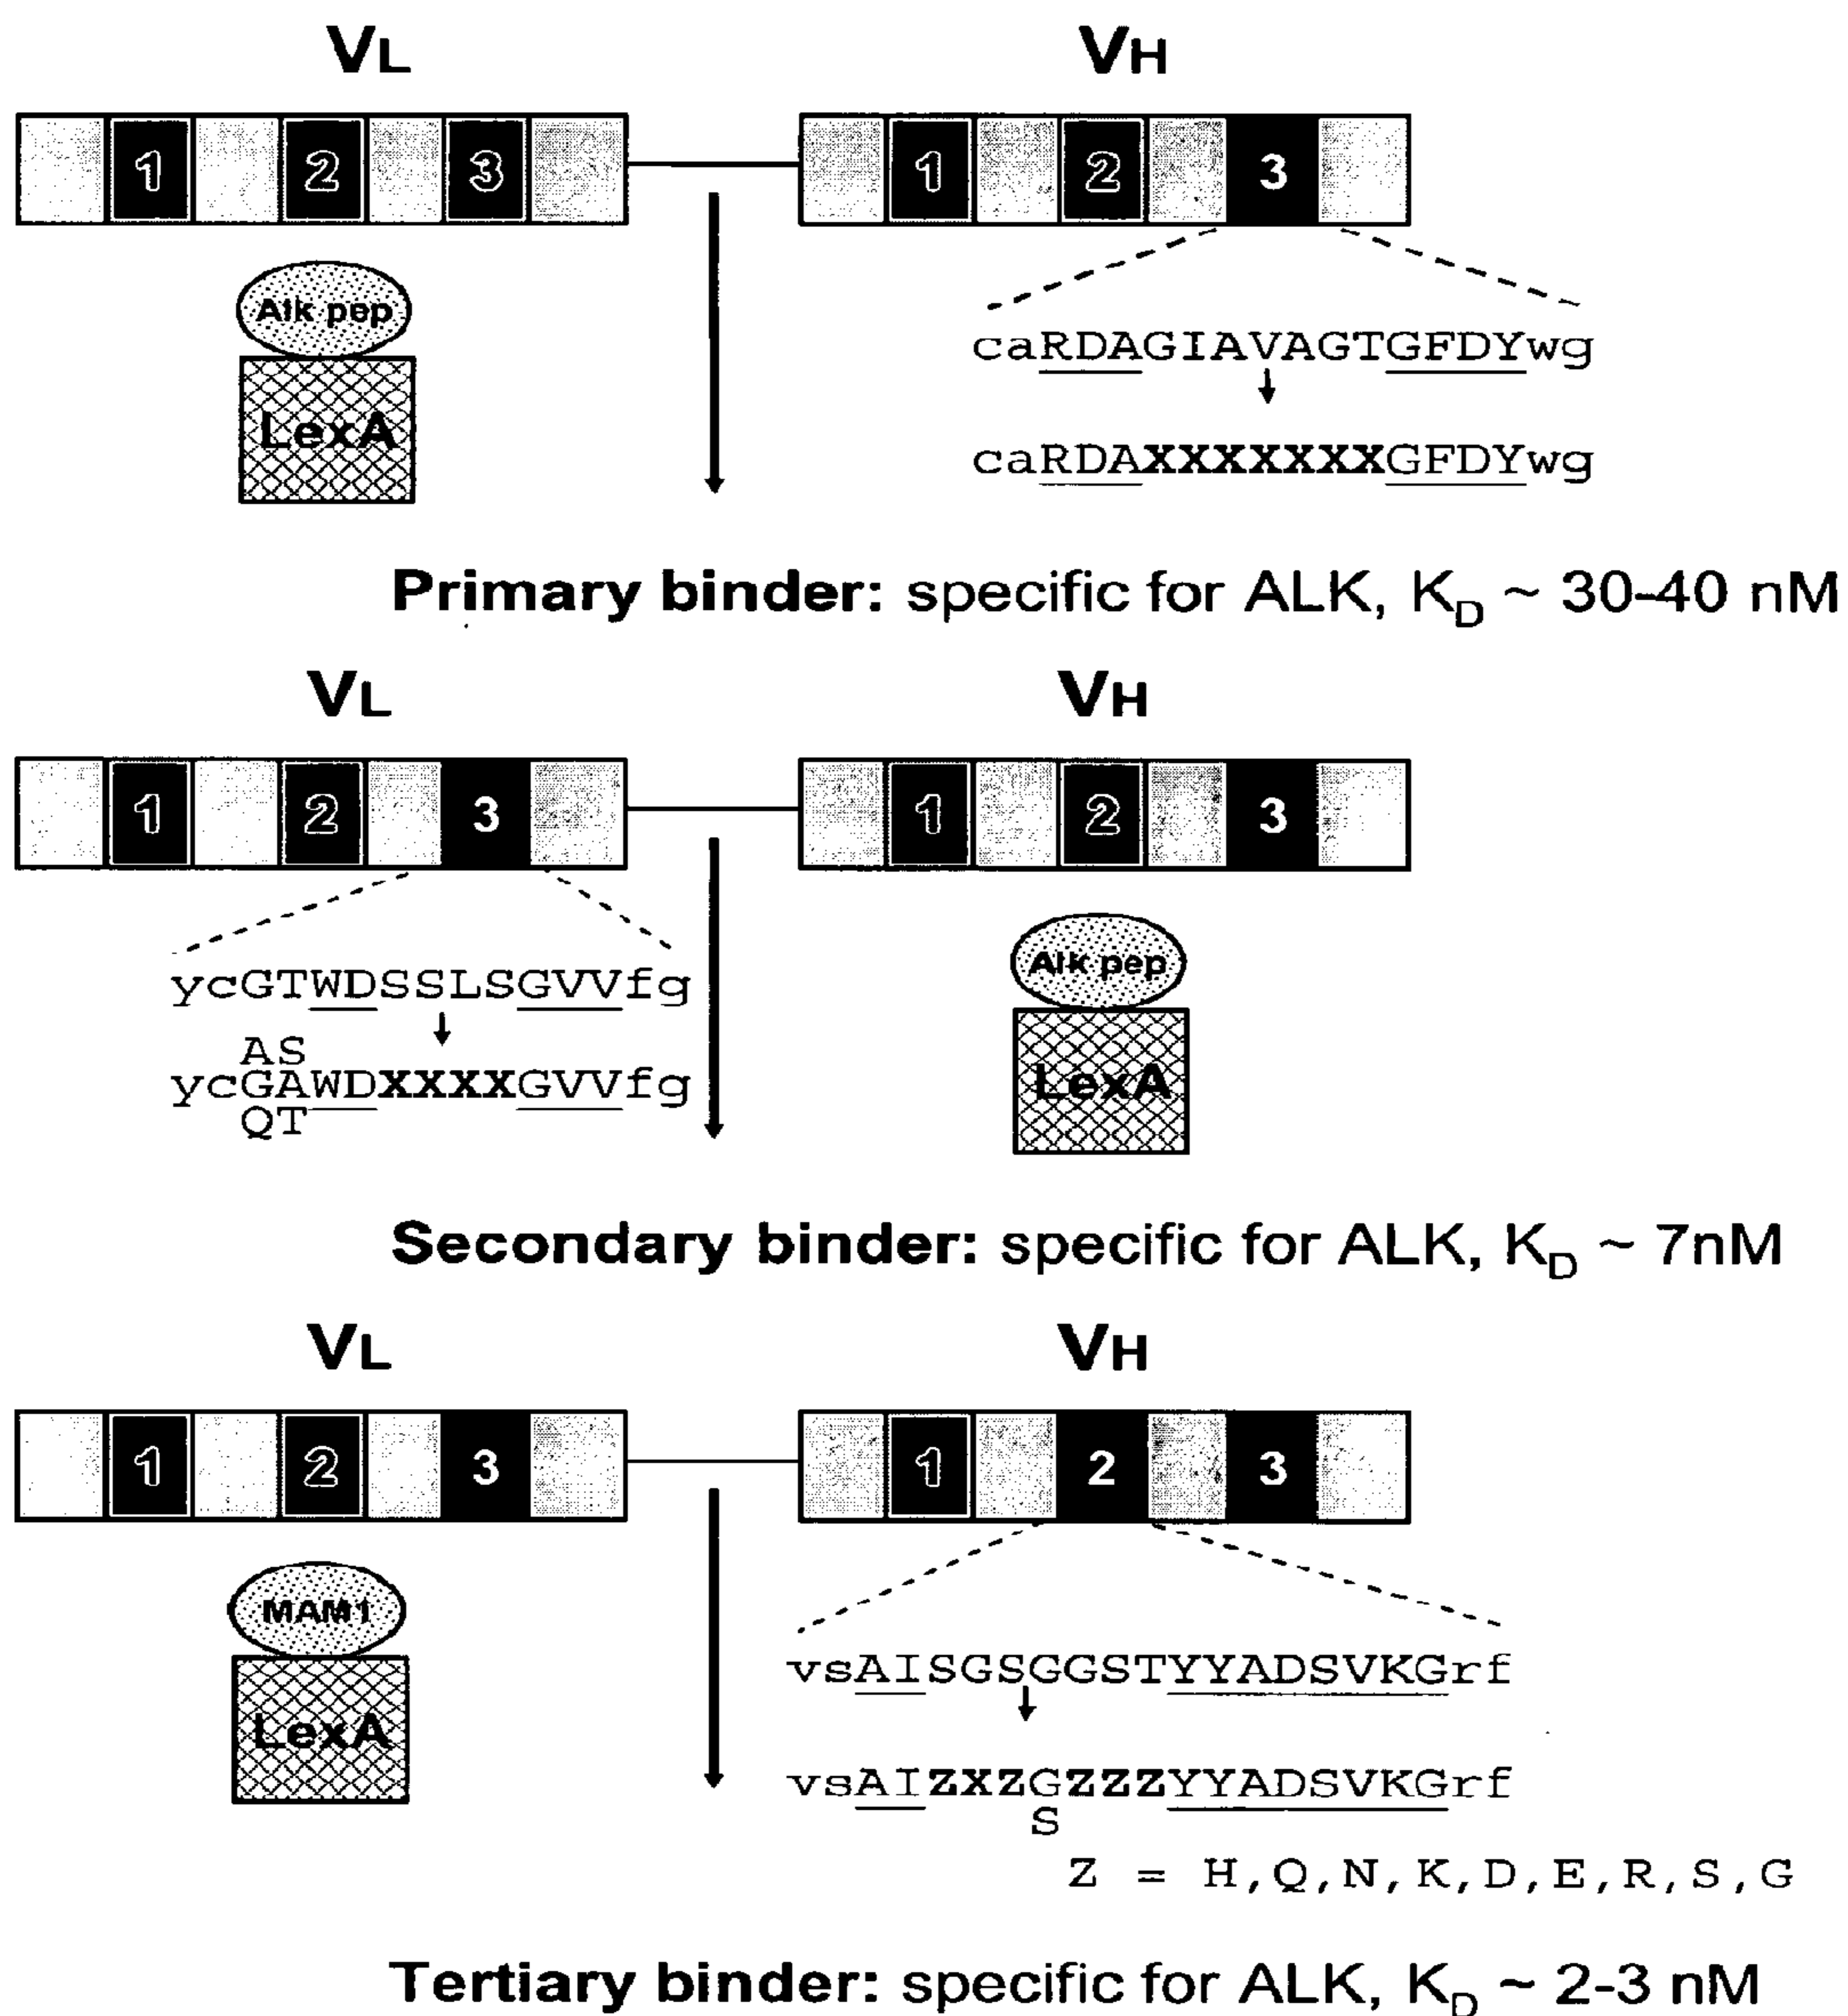 VL VH
1 2 3 1 2 3
Alk pep
LexA
caRDAGIAVAGTGFDYwg
caRDAXXXXXXXGFDYwg
Primary binder: specific for ALK, KD ~ 30-40 nM
VL VH
1 2 3 1 2 3
ycGTWDSSLSGVVfg
AS
ycGAWDXXXXGVVfg
QT
Alk pep
LexA
Secondary binder: specific for ALK, KD ~ 7nM
VL VH
1 2 3 1 2 3
MAM1
LexA
vsAISGSGGSTYYADSVKGrf
vsAIZXZGZZZYYADSVKGrf
S
Z = H,Q,N,K,D,E,R,S,G
Tertiary binder: specific for ALK, KD ~ 2-3 nM